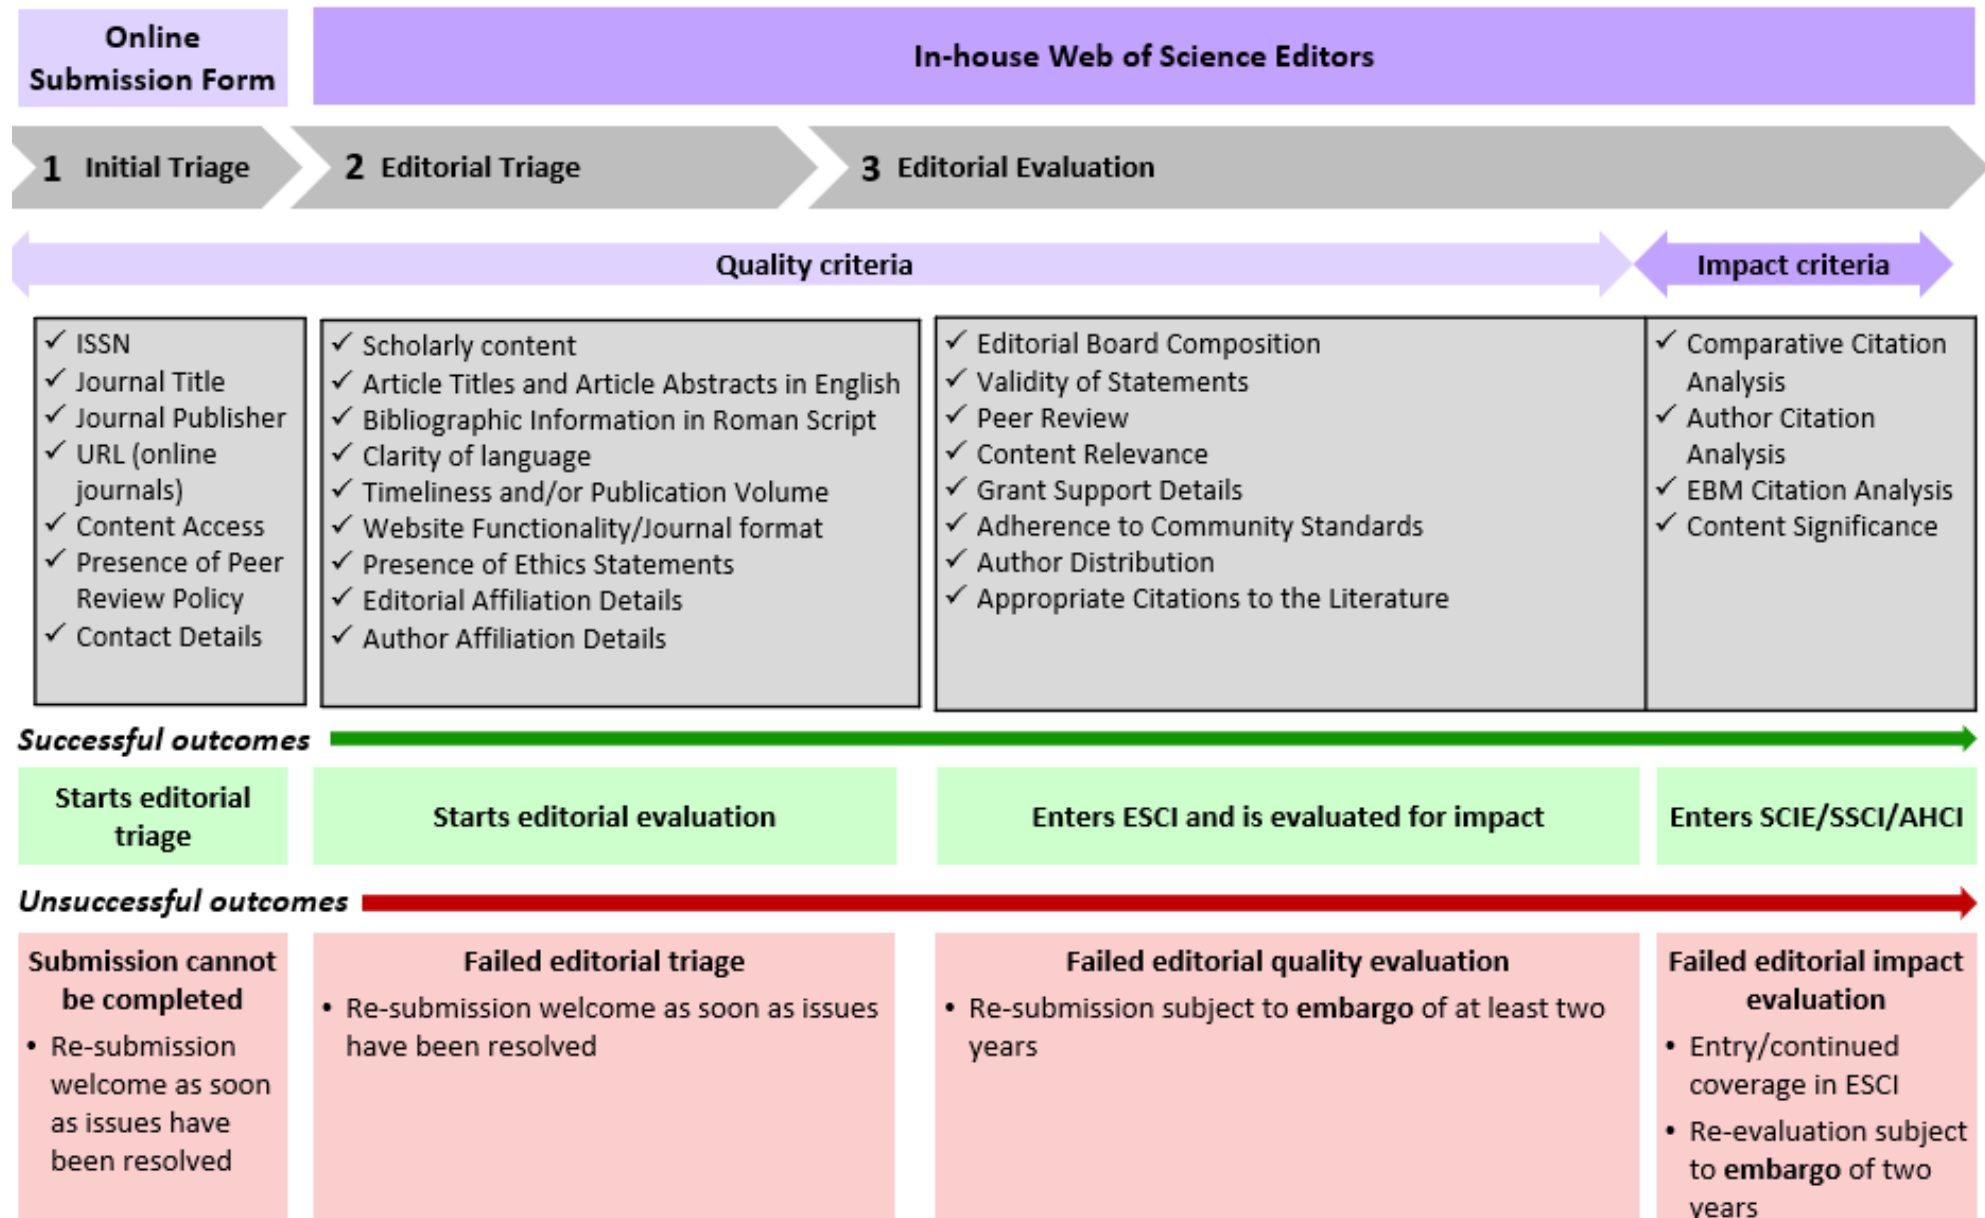 Online
Submission Form
In-house Web of Science Editors
1 Initial Triage
2 Editorial Triage
3 Editorial Evaluation
Quality criteria
Impact criteria
✓ ISSN
✓ Journal Title
✓ Journal Publisher
✓ URL (online
journals)
✓ Content Access
✓ Presence of Peer
Review Policy
✓ Contact Details
✓ Scholarly content
✓ Article Titles and Article Abstracts in English
✓ Bibliographic Information in Roman Script
✓ Clarity of language
✓ Timeliness and/or Publication Volume
✓ Website Functionality/Journal format
✓ Presence of Ethics Statements
✓ Editorial Affiliation Details
✓ Author Affiliation Details
✓ Editorial Board Composition
✓ Validity of Statements
✓ Peer Review
✓ Content Relevance
✓ Grant Support Details
✓ Adherence to Community Standards
✓ Author Distribution
✓ Appropriate Citations to the Literature
✓ Comparative Citation
Analysis
✓ Author Citation
Analysis
✓ EBM Citation Analysis
✓ Content Significance
Successful outcomes
Starts editorial
triage
Starts editorial evaluation
Enters ESCI and is evaluated for impact
Enters SCIE/SSCI/AHCI
Unsuccessful outcomes
Submission cannot
be completed
• Re-submission
welcome as soon
as issues have
been resolved
Failed editorial triage
• Re-submission welcome as soon as issues
have been resolved
Failed editorial quality evaluation
• Re-submission subject to embargo of at least two
years
Failed editorial impact
evaluation
• Entry/continued
coverage in ESCI
• Re-evaluation subject
to embargo of two
years